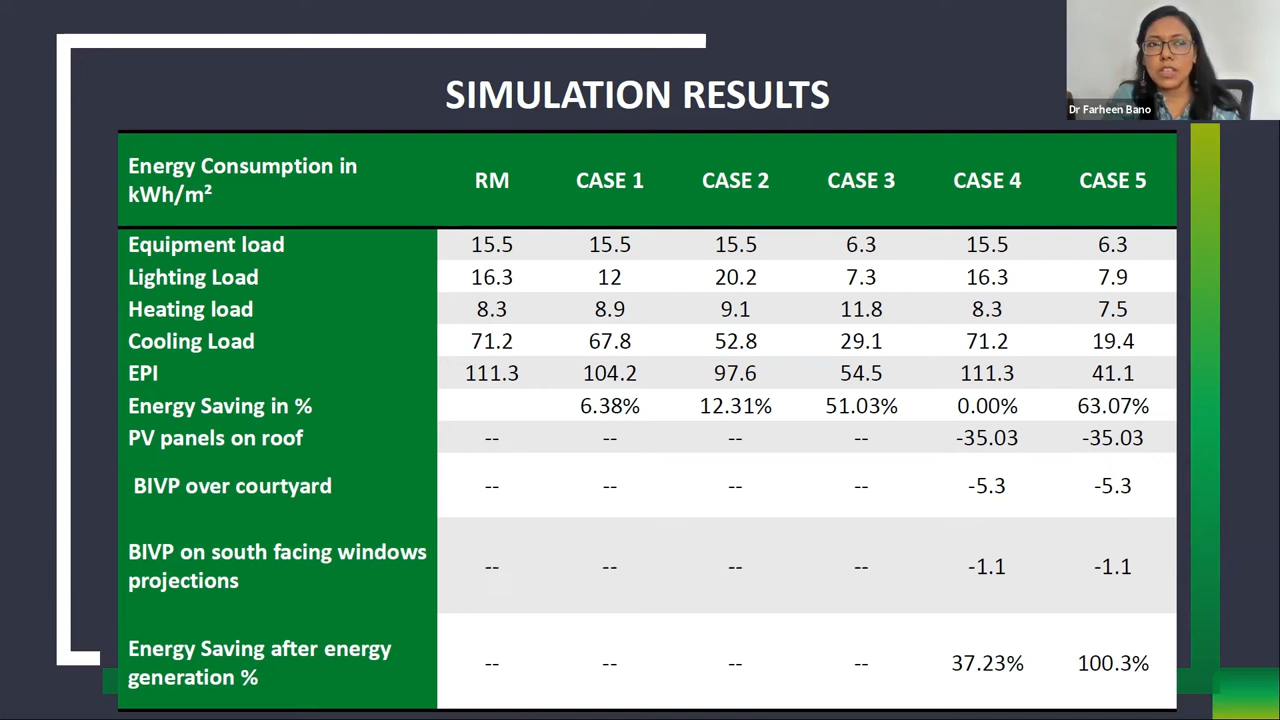 Dr Farheen Bano
SIMULATION RESULTS
Energy Consumption in
kWh/m² RM CASE 1 CASE 2 CASE 3 CASE 4 CASE 5
Equipment load 15.5 15.5 15.5 6.3 15.5 6.3
Lighting Load 16.3 12 20.2 7.3 16.3 7.9
Heating load 8.3 8.9 9.1 11.8 8.3 7.5
Cooling Load 71.2 67.8 52.8 29.1 71.2 19.4
EPI 111.3 104.2 97.6 54.5 111.3 41.1
Energy Saving in % 6.38% 12.31% 51.03% 0.00% 63.07%
PV panels on roof -- -- -- -- -35.03 -35.03
BIVP over courtyard -- -- -- -- -5.3 -5.3
BIVP on south facing windows
projections -- -- -- -- -1.1 -1.1
Energy Saving after energy
generation % -- -- -- -- 37.23% 100.3%